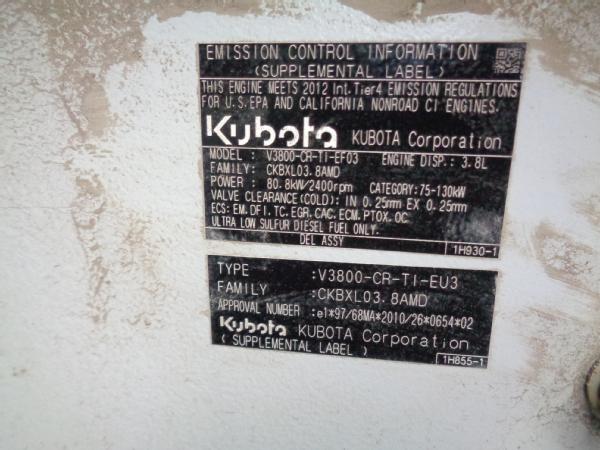 EMISSION CONTROL INFORMATION
(SUPPLEMENTAL LABEL)
THIS ENGINE MEETS 2012 Int.Tier4 EMISSION REGULATIONS
FOR U.S.EPA AND CALIFORNIA NONROAD CI ENGINES.
Kubota KUBOTA Corporation
MODEL : V3800-CR-TI-EF03 ENGINE DISP.: 3.8L
FAMILY: CKBXL03.8AMD
POWER : 80.8kW/2400rpm CATEGORY:75-130kW
VALVE CLEARANCE(COLD): IN 0.25mm EX 0.25mm
ECS: EM.DFI.TC.EGR.CAC.ECM.PTOX.OC
ULTRA LOW SULFUR DIESEL FUEL ONLY.
DEL ASSY 1H930-1
TYPE :V3800-CR-TI-EU3
FAMILY :CKBXL03.8AMD
APPROVAL NUMBER :e1*97/68MA*2010/26*0654*02
Kubota KUBOTA Corporation
( SUPPLEMENTAL LABEL ) 1H855-1